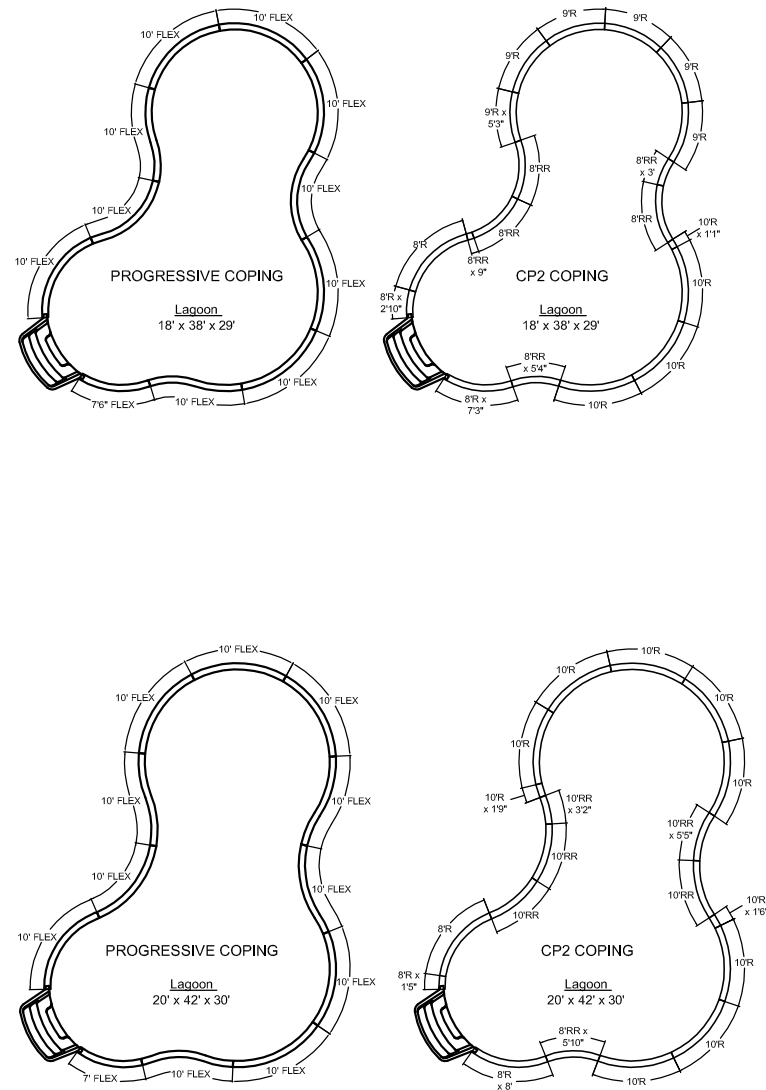 10' FLEX
10' FLEX
10' FLEX
10' FLEX
10' FLEX
10' FLEX
10' FLEX
10' FLEX
10' FLEX
10' FLEX
7'6" FLEX
PROGRESSIVE COPING
Lagoon
18' x 38' x 29'
9'R
9'R
9'R
9'R
9'R
9'R x
5'3"
9'R
8'RR
x 3'
8'RR
8'RR
8'RR
10'R
x 1'1"
8'R
8'RR
x 9"
8'R x
2'10"
10'R
10'R
8'RR
x 5'4"
8'R x
7'3"
10'R
CP2 COPING
Lagoon
18' x 38' x 29'
10' FLEX
10' FLEX
10' FLEX
10' FLEX
10' FLEX
10' FLEX
10' FLEX
10' FLEX
10' FLEX
10' FLEX
10' FLEX
7' FLEX
PROGRESSIVE COPING
Lagoon
20' x 42' x 30'
10'R
10'R
10'R
10'R
10'R
10'R
x 1'9"
10'RR
x 3'2"
10'RR
x 5'5"
10'RR
10'RR
10'RR
10'R
x 1'6"
8'R
8'R x
1'5"
10'R
10'R
8'RR x
5'10"
8'R
x 8'
10'R
CP2 COPING
Lagoon
20' x 42' x 30'